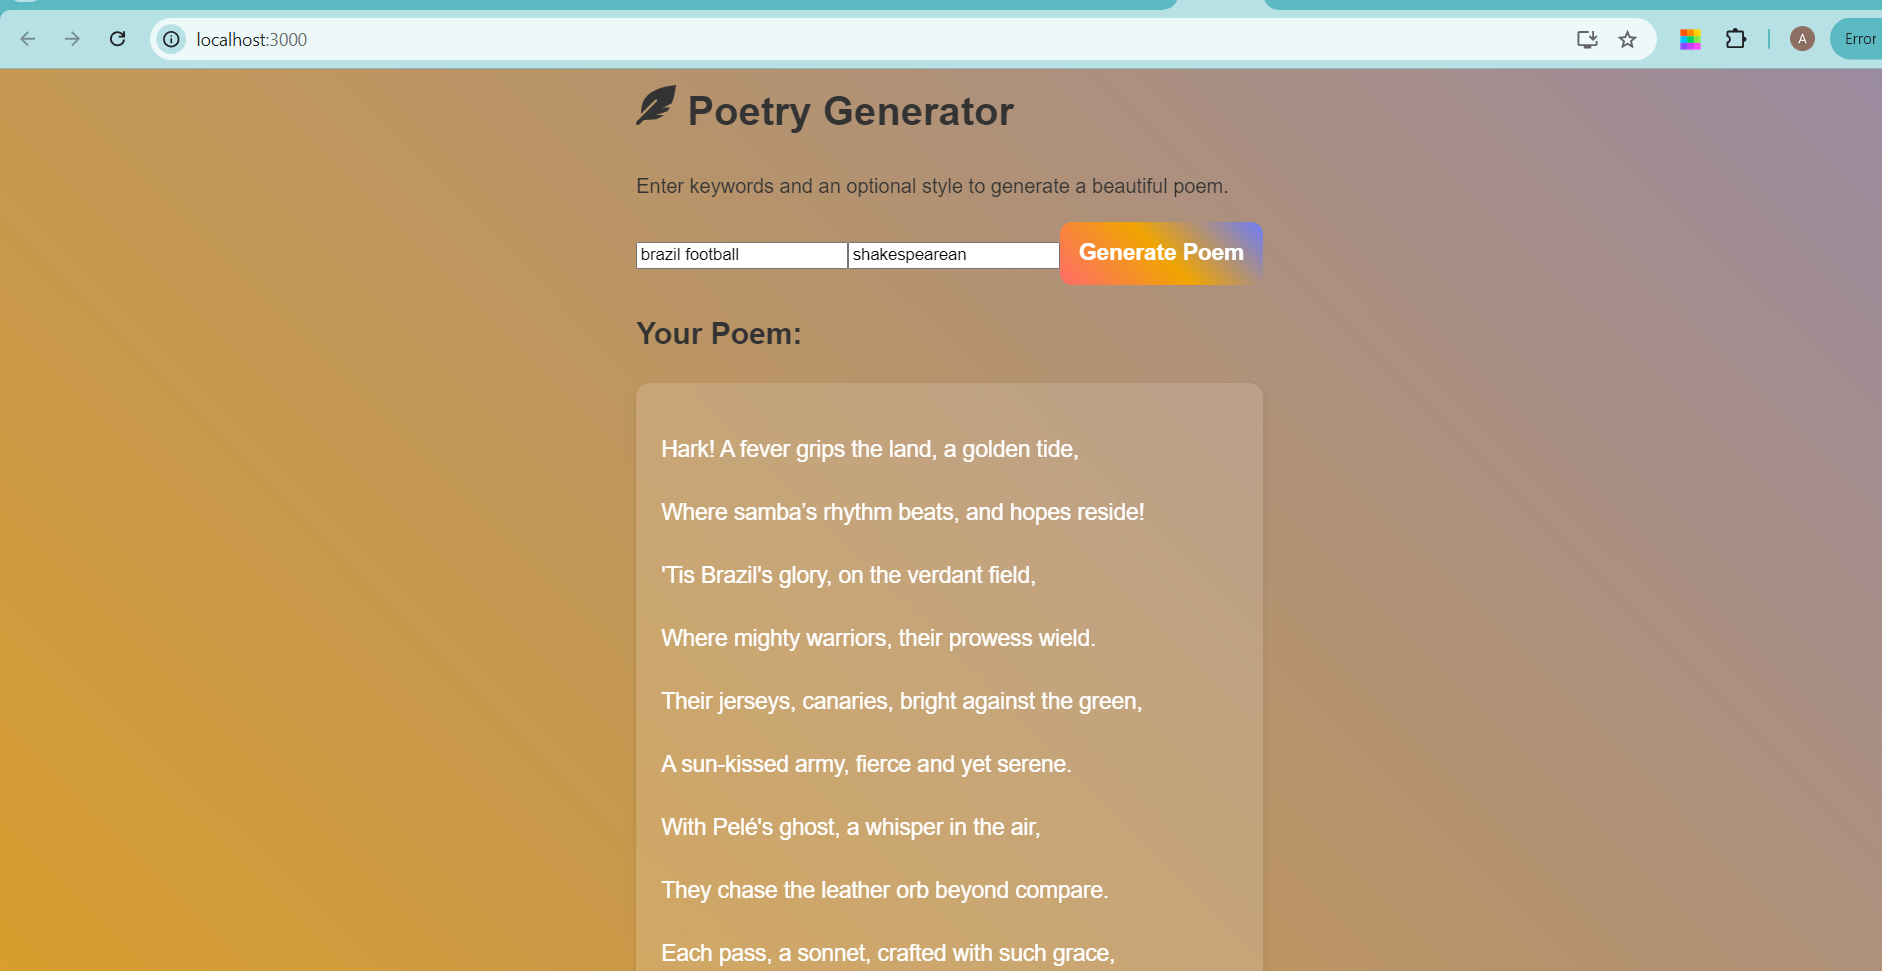 localhost:3000
A
Error
Poetry Generator
Enter keywords and an optional style to generate a beautiful poem.
brazil football
shakespearean
Generate Poem
Your Poem:
Hark! A fever grips the land, a golden tide,
Where samba’s rhythm beats, and hopes reside!
'Tis Brazil's glory, on the verdant field,
Where mighty warriors, their prowess wield.
Their jerseys, canaries, bright against the green,
A sun-kissed army, fierce and yet serene.
With Pelé's ghost, a whisper in the air,
They chase the leather orb beyond compare.
Each pass, a sonnet, crafted with such grace,